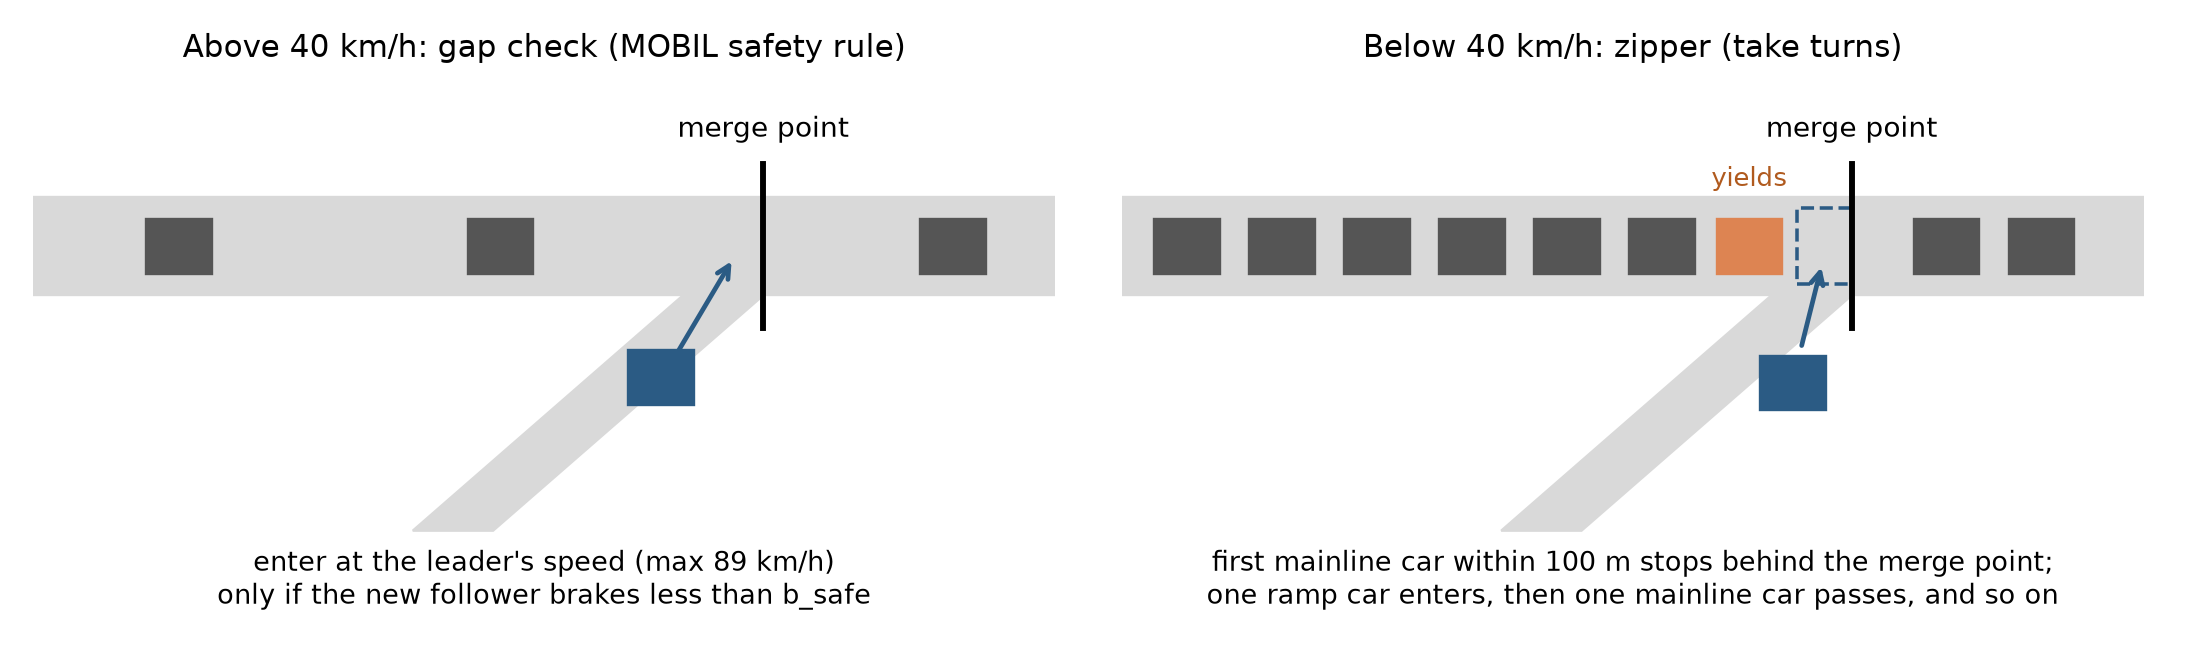 Above 40 km/h: gap check (MOBIL safety rule)
merge point
enter at the leader's speed (max 89 km/h)
only if the new follower brakes less than b_safe
Below 40 km/h: zipper (take turns)
merge point
yields
first mainline car within 100 m stops behind the merge point;
one ramp car enters, then one mainline car passes, and so on